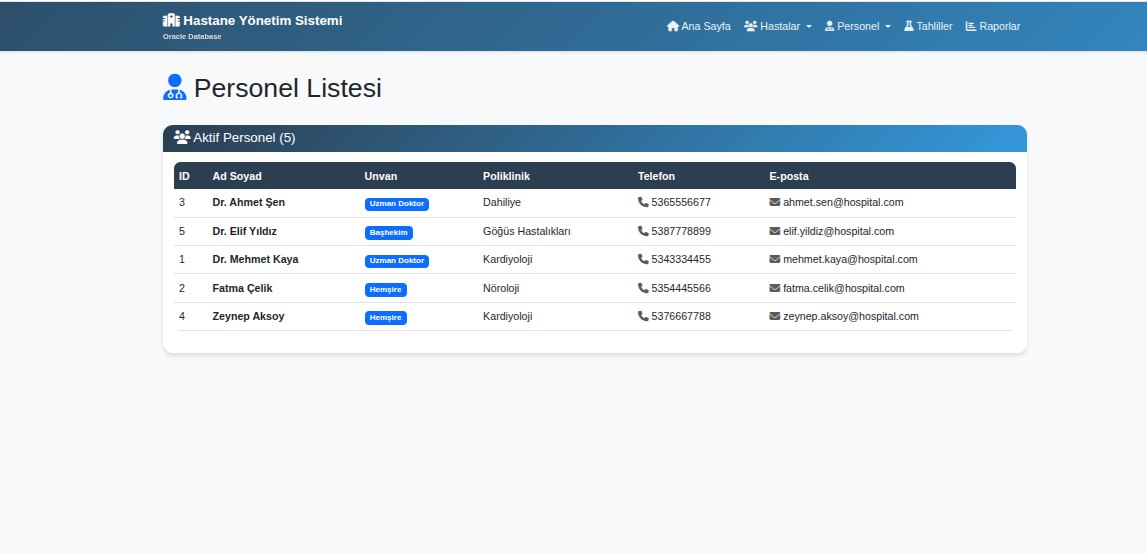 Hastane Yönetim Sistemi
Oracle Database
Ana Sayfa Hastalar Personel Tahliller Raporlar
Personel Listesi
Aktif Personel (5)
ID Ad Soyad Unvan Poliklinik Telefon E-posta
3 Dr. Ahmet Şen Uzman Doktor Dahiliye 5365556677 ahmet.sen@hospital.com
5 Dr. Elif Yıldız Başhekim Göğüs Hastalıkları 5387778899 elif.yildiz@hospital.com
1 Dr. Mehmet Kaya Uzman Doktor Kardiyoloji 5343334455 mehmet.kaya@hospital.com
2 Fatma Çelik Hemşire Nöroloji 5354445566 fatma.celik@hospital.com
4 Zeynep Aksoy Hemşire Kardiyoloji 5376667788 zeynep.aksoy@hospital.com